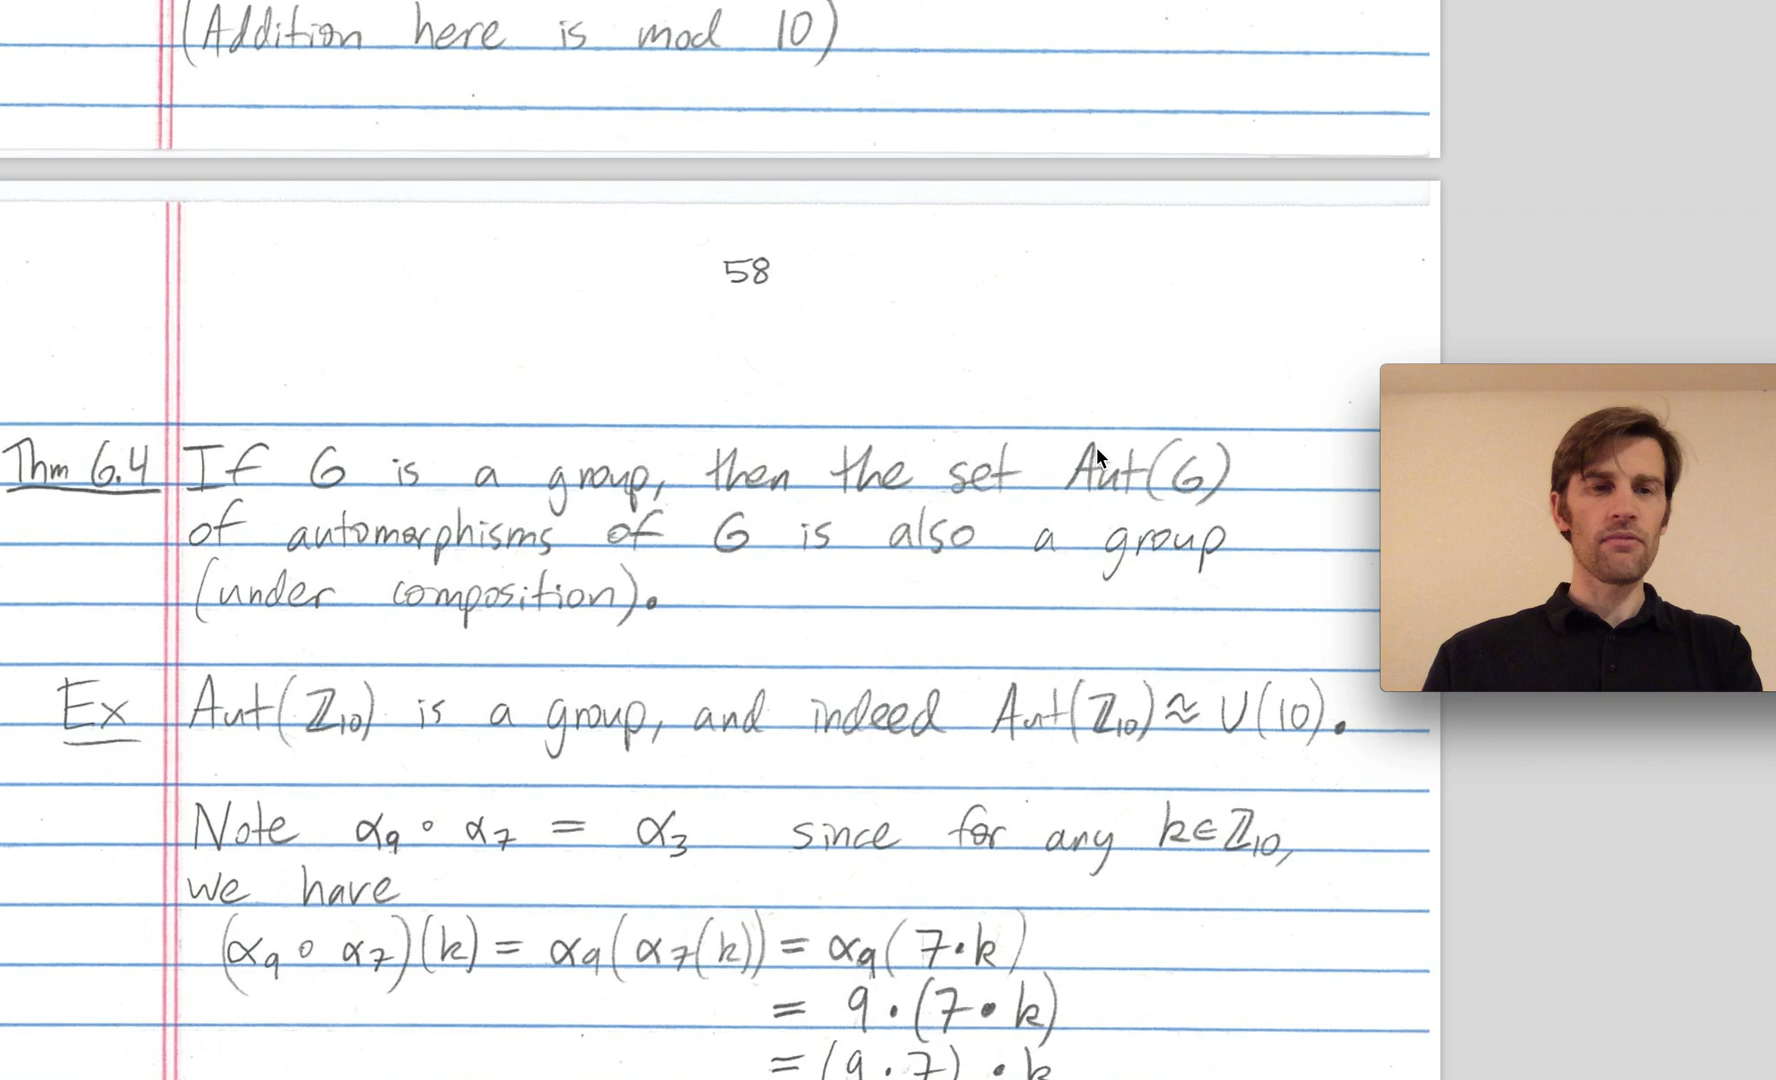 (Addition here is mod 10)
58
Thm 6.4 If G is a group, then the set Aut(G)
of automorphisms of G is also a group
(under composition).
Ex Aut(ℤ₁₀) is a group, and indeed Aut(ℤ₁₀) ≈ U(10).
Note α₉ ∘ α₇ = α₃ since for any k∈ℤ₁₀,
we have
(α₉ ∘ α₇)(k) = α₉(α₇(k)) = α₉(7·k)
= 9·(7·k)
= (9·7)·k